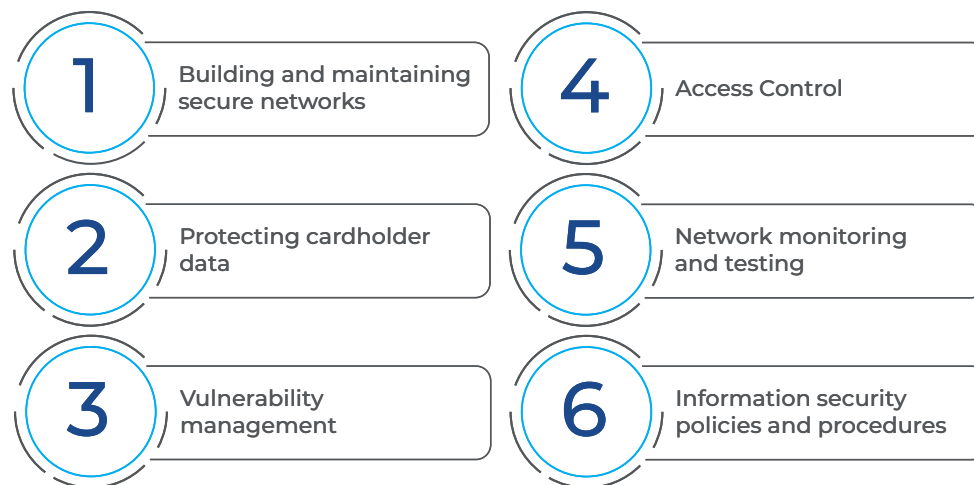 1
Building and maintaining
secure networks
2
Protecting cardholder
data
3
Vulnerability
management
4
Access Control
5
Network monitoring
and testing
6
Information security
policies and procedures